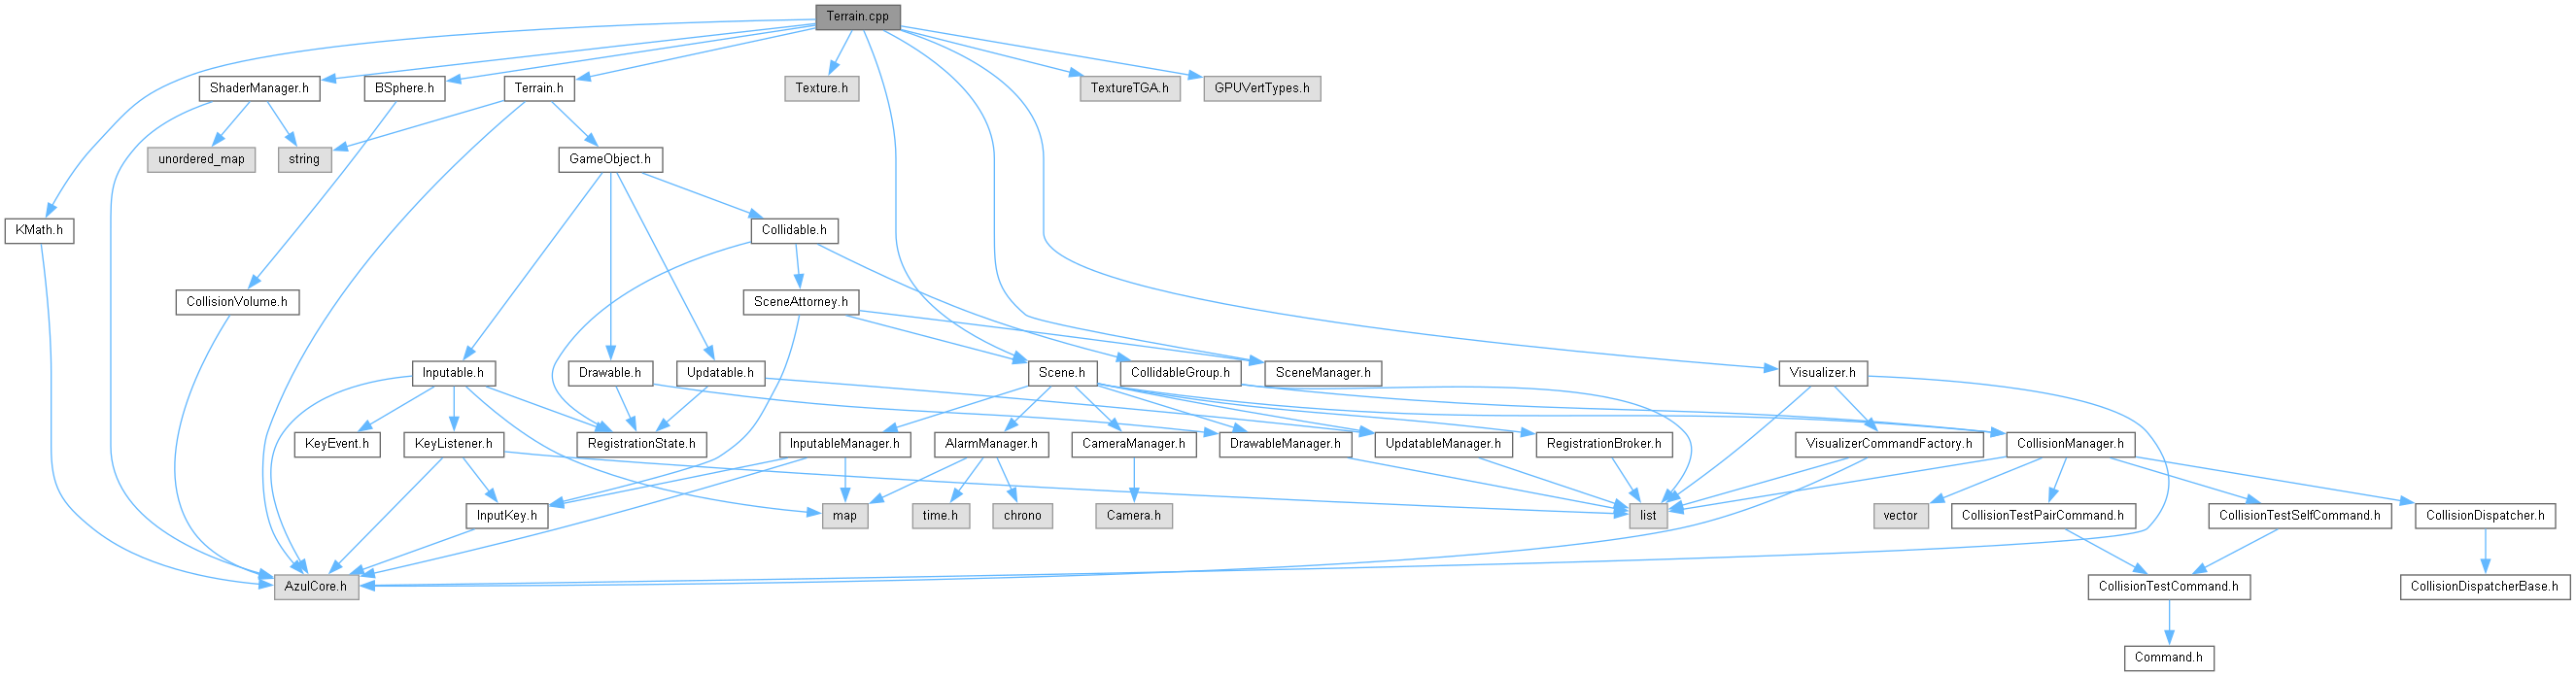 Terrain.cpp
ShaderManager.h
BSphere.h
Terrain.h
Texture.h
TextureTGA.h
GPUVertTypes.h
unordered_map
string
GameObject.h
KMath.h
Collidable.h
CollisionVolume.h
SceneAttorney.h
Inputable.h
Drawable.h
Updatable.h
Scene.h
CollidableGroup.h
SceneManager.h
Visualizer.h
KeyEvent.h
KeyListener.h
RegistrationState.h
InputableManager.h
AlarmManager.h
CameraManager.h
DrawableManager.h
UpdatableManager.h
RegistrationBroker.h
VisualizerCommandFactory.h
CollisionManager.h
InputKey.h
map
time.h
chrono
Camera.h
list
vector
CollisionTestPairCommand.h
CollisionTestSelfCommand.h
CollisionDispatcher.h
AzulCore.h
CollisionTestCommand.h
CollisionDispatcherBase.h
Command.h